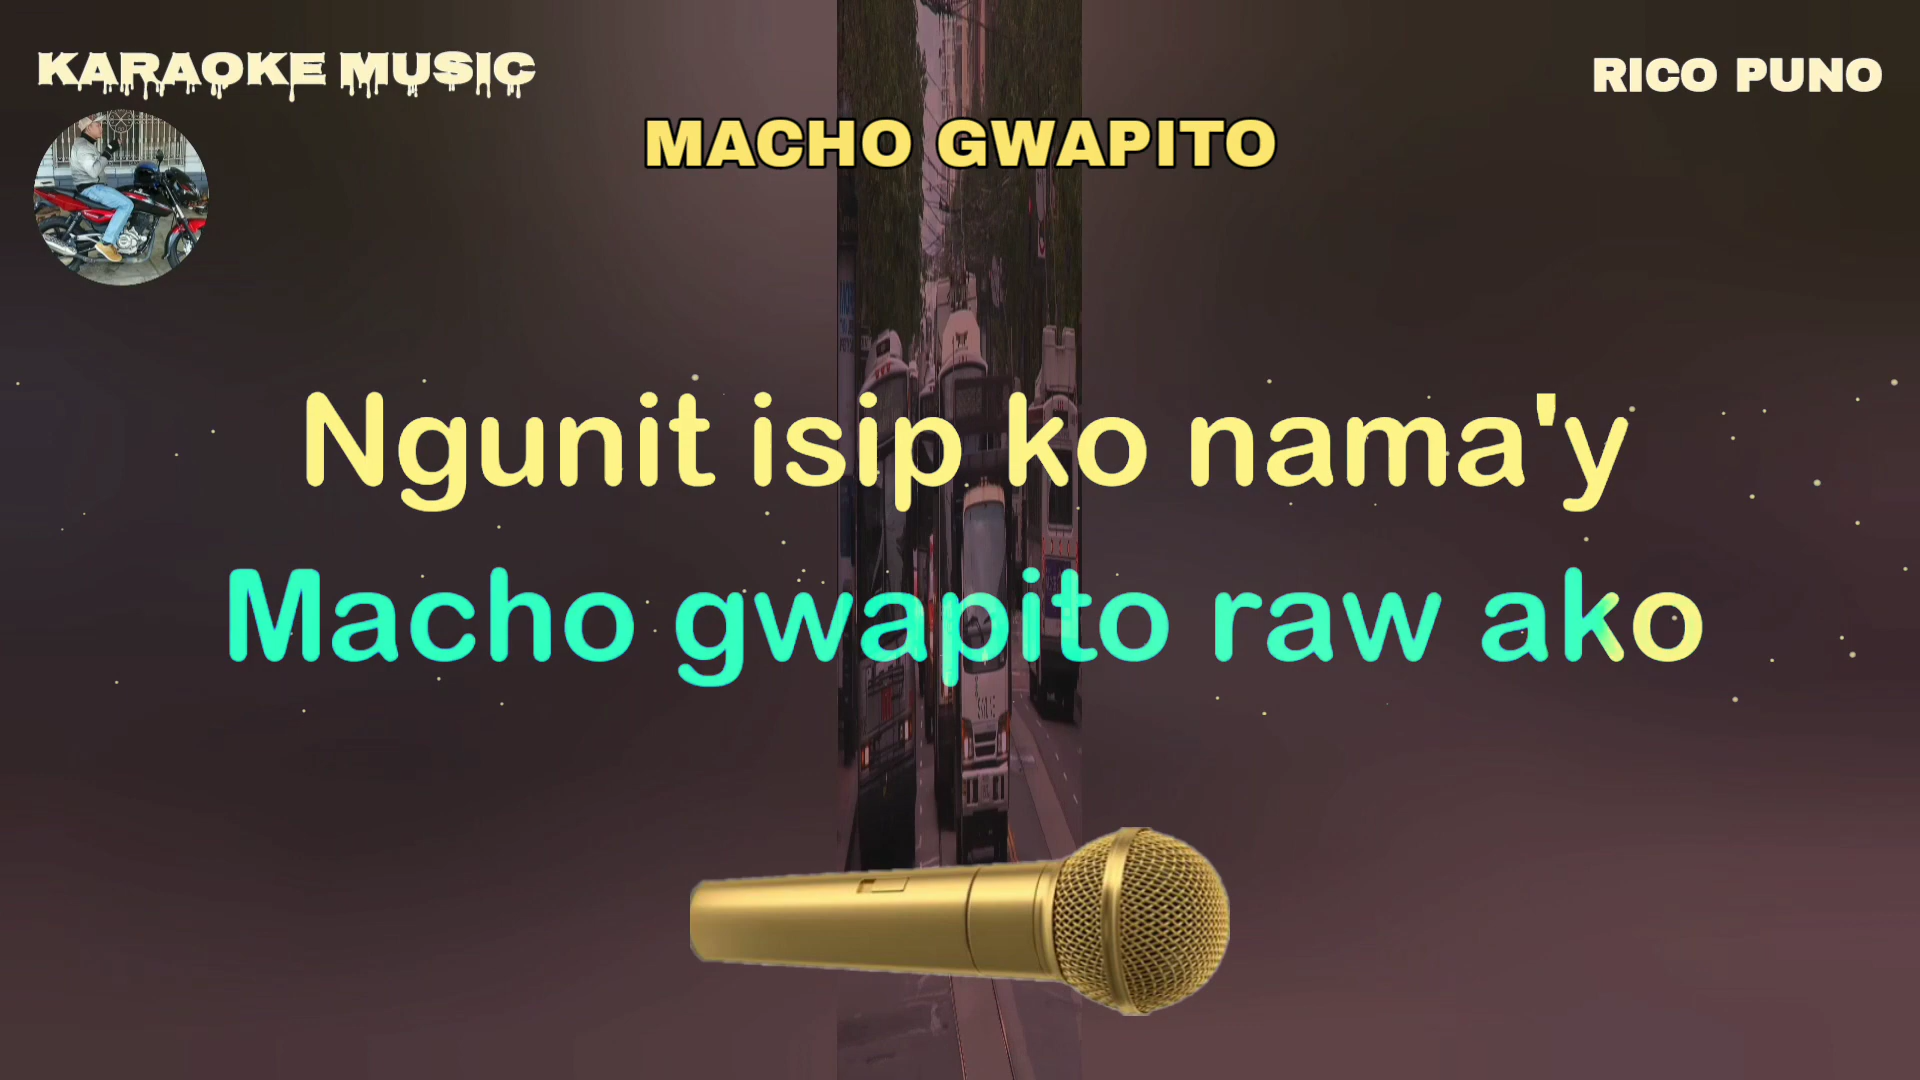 KARAOKE MUSIC
RICO PUNO
MACHO GWAPITO
Ngunit isip ko nama'y
Macho gwapito raw ako